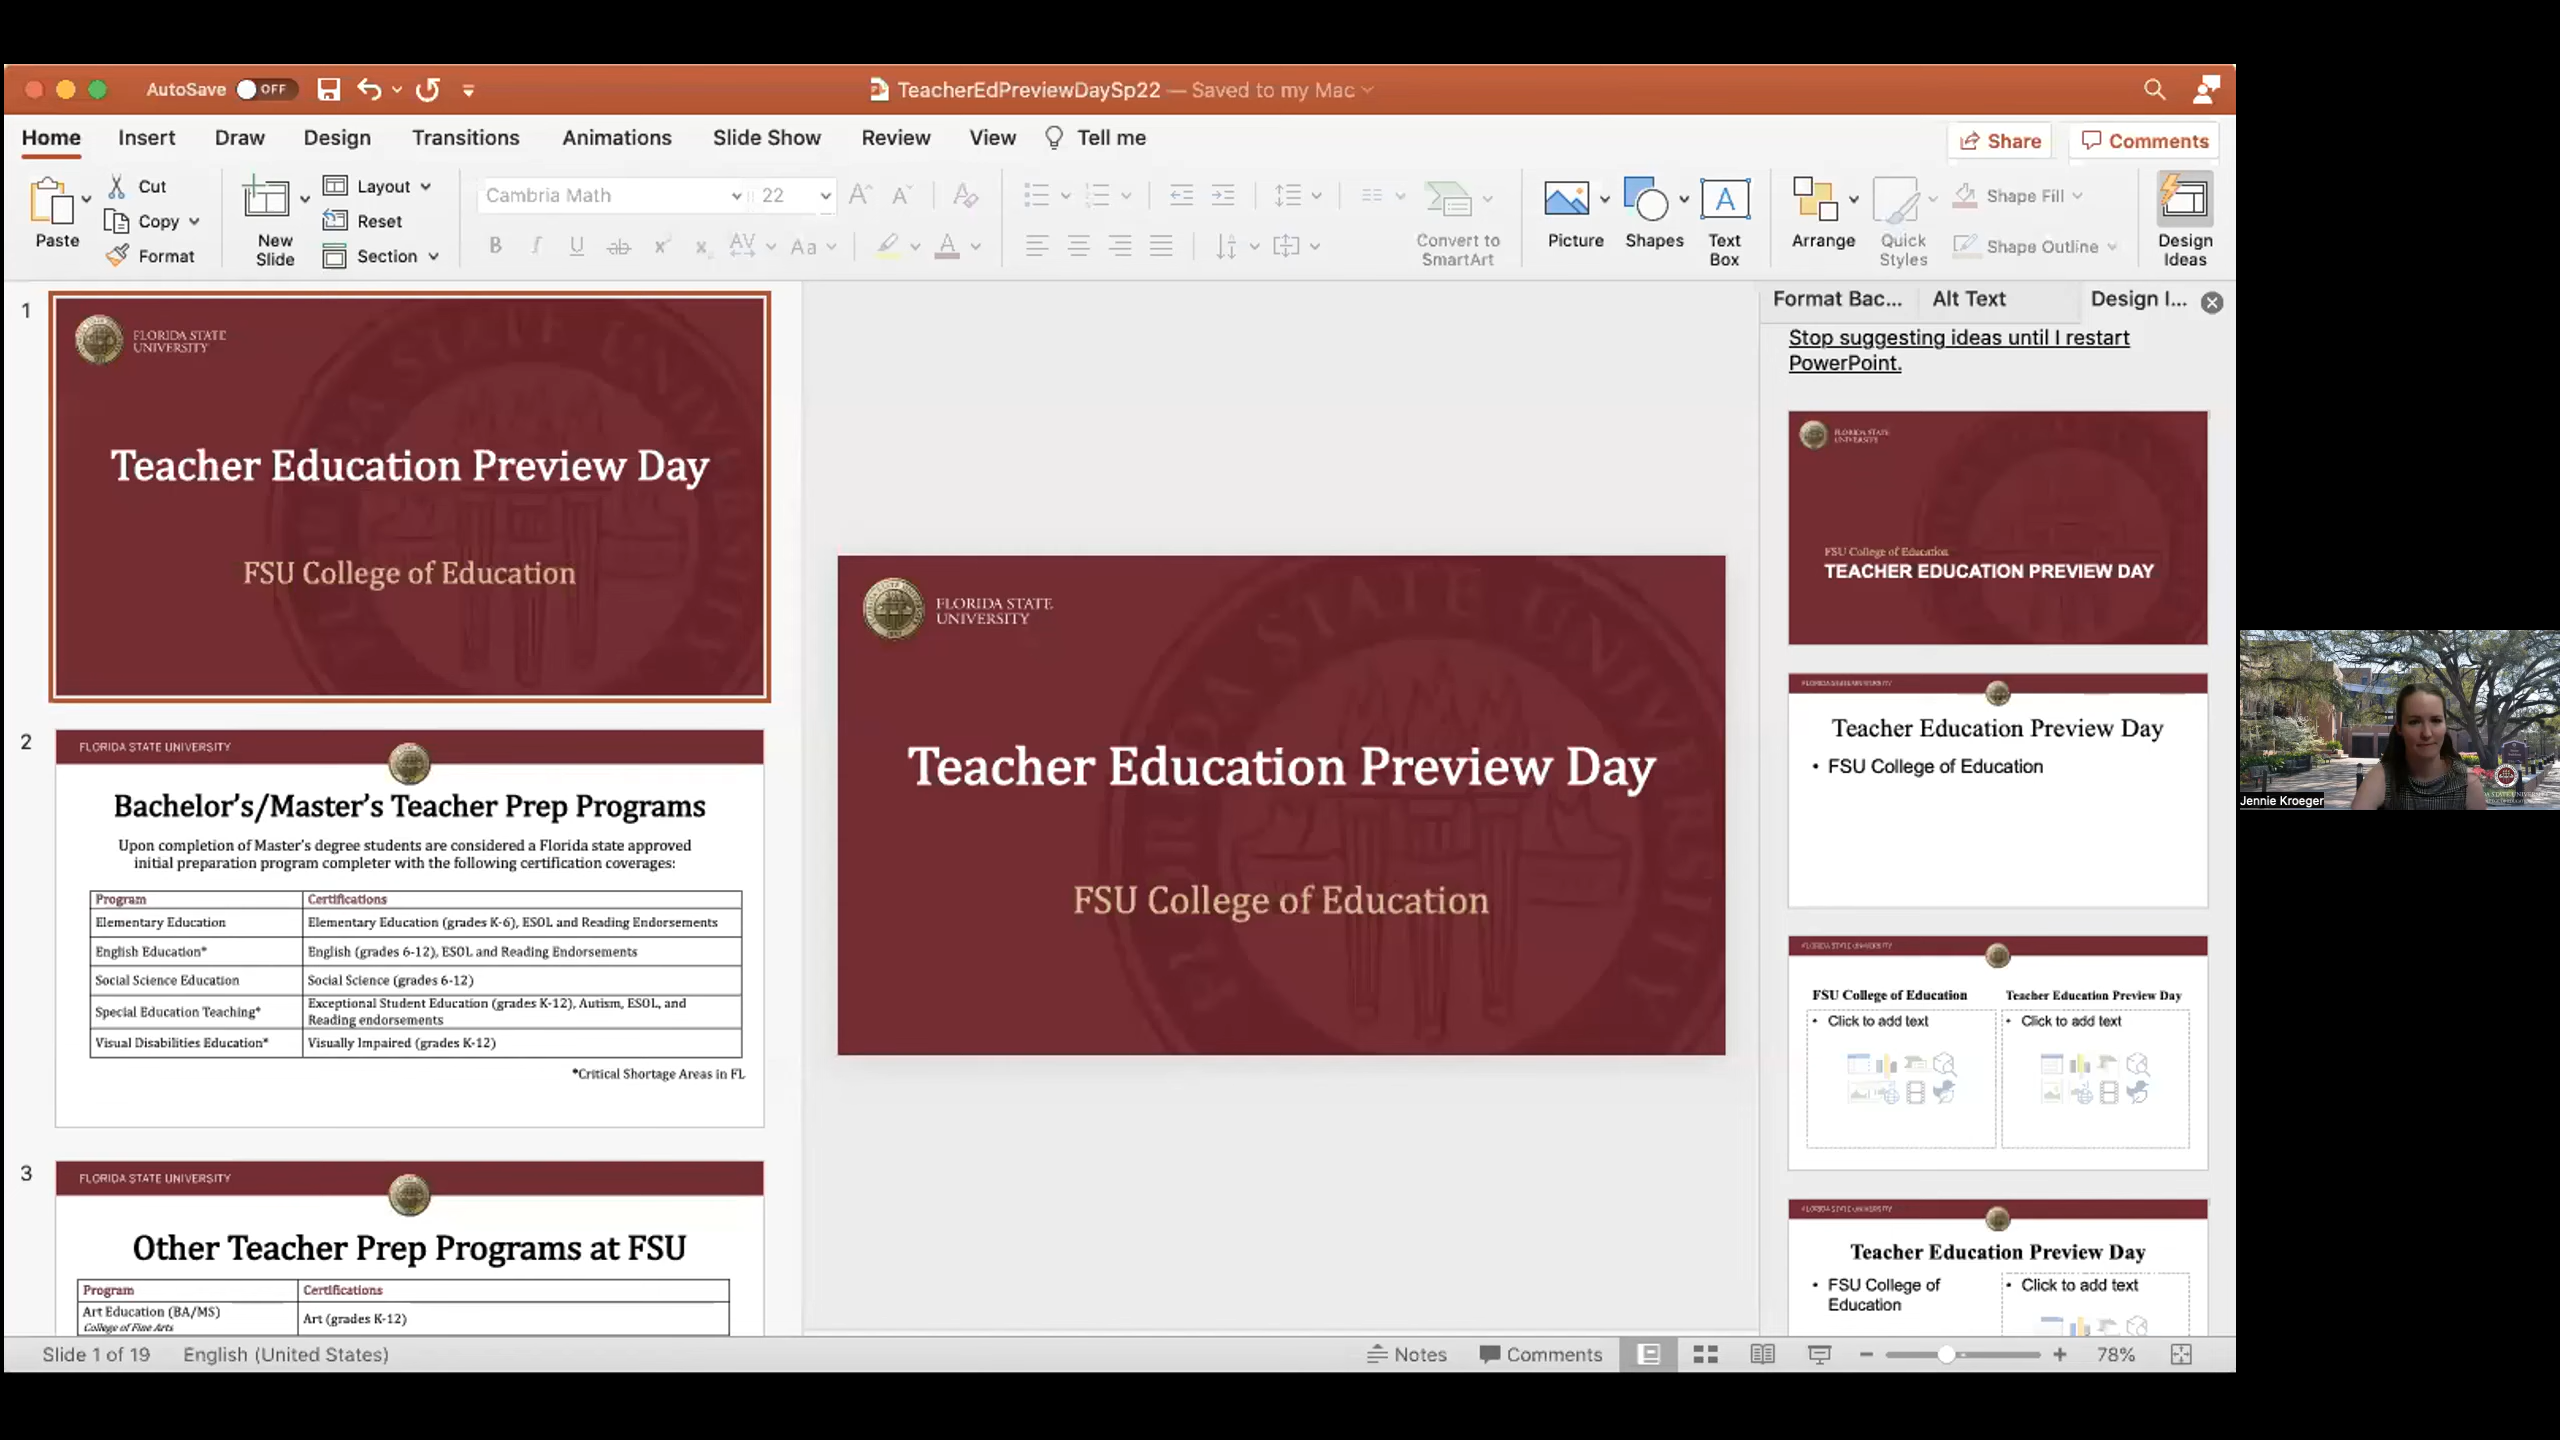 AutoSave OFF
TeacherEdPreviewDaySp22 — Saved to my Mac
Home Insert Draw Design Transitions Animations Slide Show Review View Tell me
Share Comments
Paste
Cut
Copy
Format
New
Slide
Layout
Reset
Section
Cambria Math 22
Convert to
SmartArt
Picture
Shapes
Text
Box
Arrange
Quick
Styles
Shape Fill
Shape Outline
Design
Ideas
1
FLORIDA STATE
UNIVERSITY
Teacher Education Preview Day
FSU College of Education
2
FLORIDA STATE UNIVERSITY
Bachelor's/Master's Teacher Prep Programs
Upon completion of Master's degree students are considered a Florida state approved
initial preparation program completer with the following certification coverages:
Program Certifications
Elementary Education Elementary Education (grades K-6), ESOL and Reading Endorsements
English Education* English (grades 6-12), ESOL and Reading Endorsements
Social Science Education Social Science (grades 6-12)
Special Education Teaching* Exceptional Student Education (grades K-12), Autism, ESOL, and
Reading endorsements
Visual Disabilities Education* Visually Impaired (grades K-12)
*Critical Shortage Areas in FL
3
FLORIDA STATE UNIVERSITY
Other Teacher Prep Programs at FSU
Program Certifications
Art Education (BA/MS) Art (grades K-12)
College of Fine Arts
FLORIDA STATE
UNIVERSITY
Teacher Education Preview Day
FSU College of Education
Format Bac... Alt Text Design I...
Stop suggesting ideas until I restart
PowerPoint.
FLORIDA STATE
UNIVERSITY
FSU College of Education
TEACHER EDUCATION PREVIEW DAY
FLORIDA STATE UNIVERSITY
Teacher Education Preview Day
• FSU College of Education
FLORIDA STATE UNIVERSITY
FSU College of Education Teacher Education Preview Day
• Click to add text • Click to add text
FLORIDA STATE UNIVERSITY
Teacher Education Preview Day
• FSU College of
Education
• Click to add text
Jennie Kroeger
Slide 1 of 19 English (United States)
Notes Comments 78%